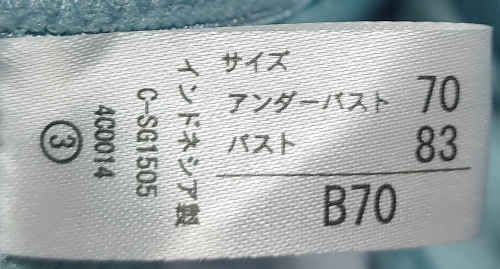 サイズ
アンダーバスト 70
バスト 83
B70
インドネシア製
C-SG1505
4C0014
③